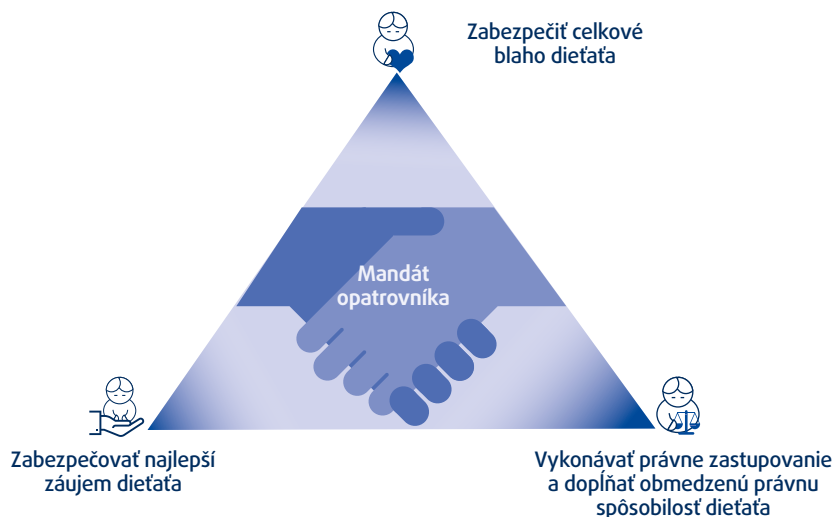 Zabezpečiť celkové
blaho dieťaťa
Mandát
opatrovníka
Zabezpečovať najlepší
záujem dieťaťa
Vykonávať právne zastupovanie
a dopĺňať obmedzenú právnu
spôsobilosť dieťaťa